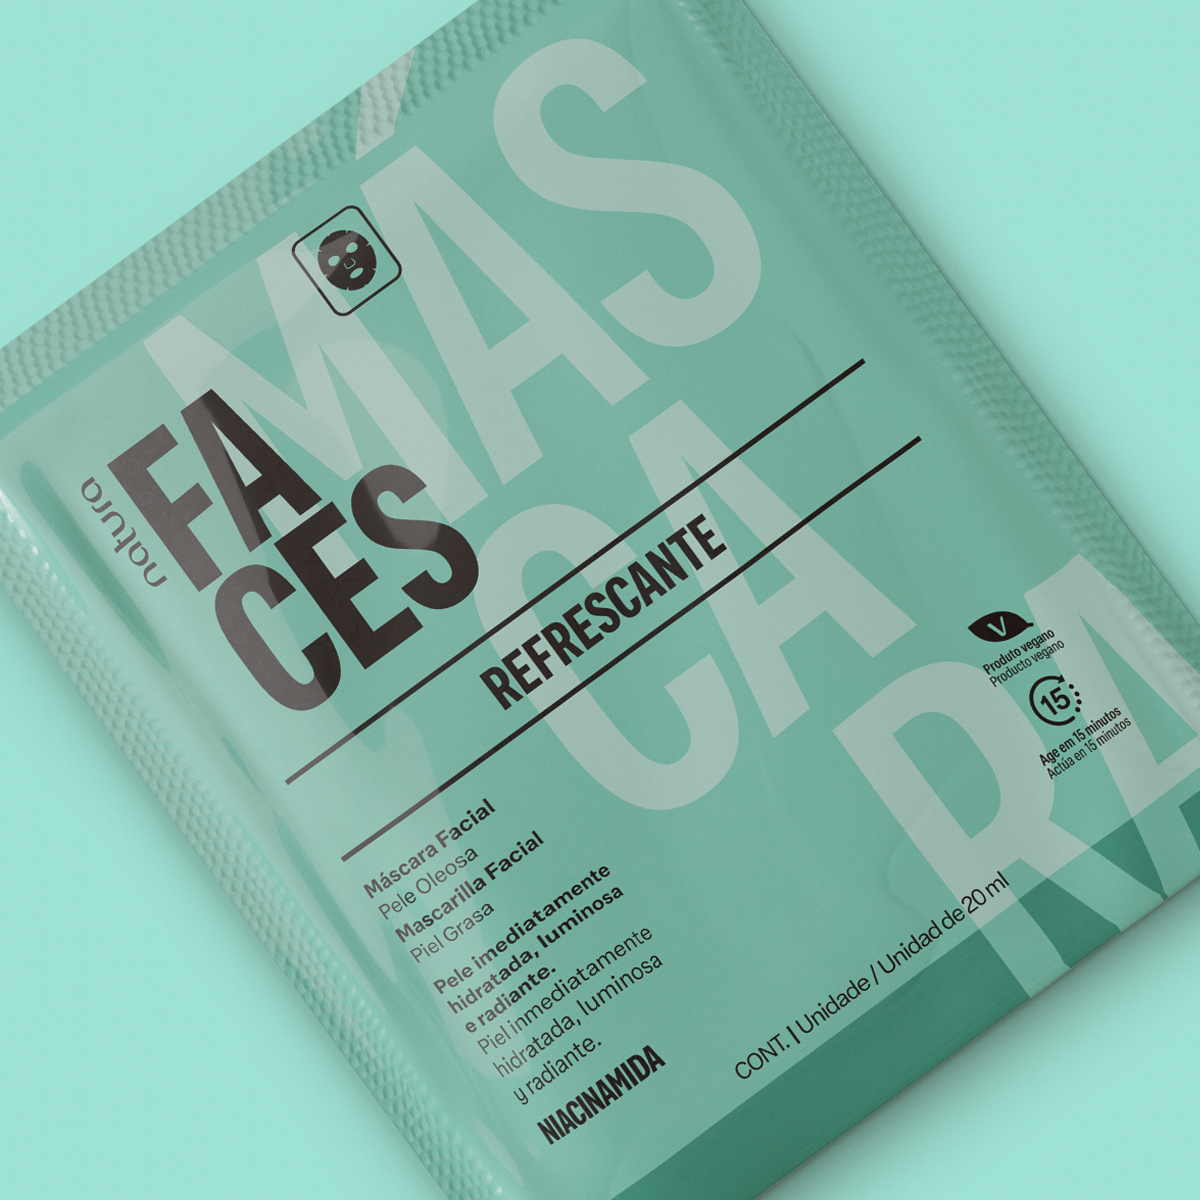 MÁS
CA
RA
natura
FA
CES
REFRESCANTE
Produto vegano
Producto vegano
15
Age em 15 minutos
Actúa en 15 minutos
Máscara Facial
Pele Oleosa
Mascarilla Facial
Piel Grasa
Pele imediatamente
hidratada, luminosa
e radiante.
Piel inmediatamente
hidratada, luminosa
y radiante.
NIACINAMIDA
CONT. 1 Unidade / Unidad de 20 ml